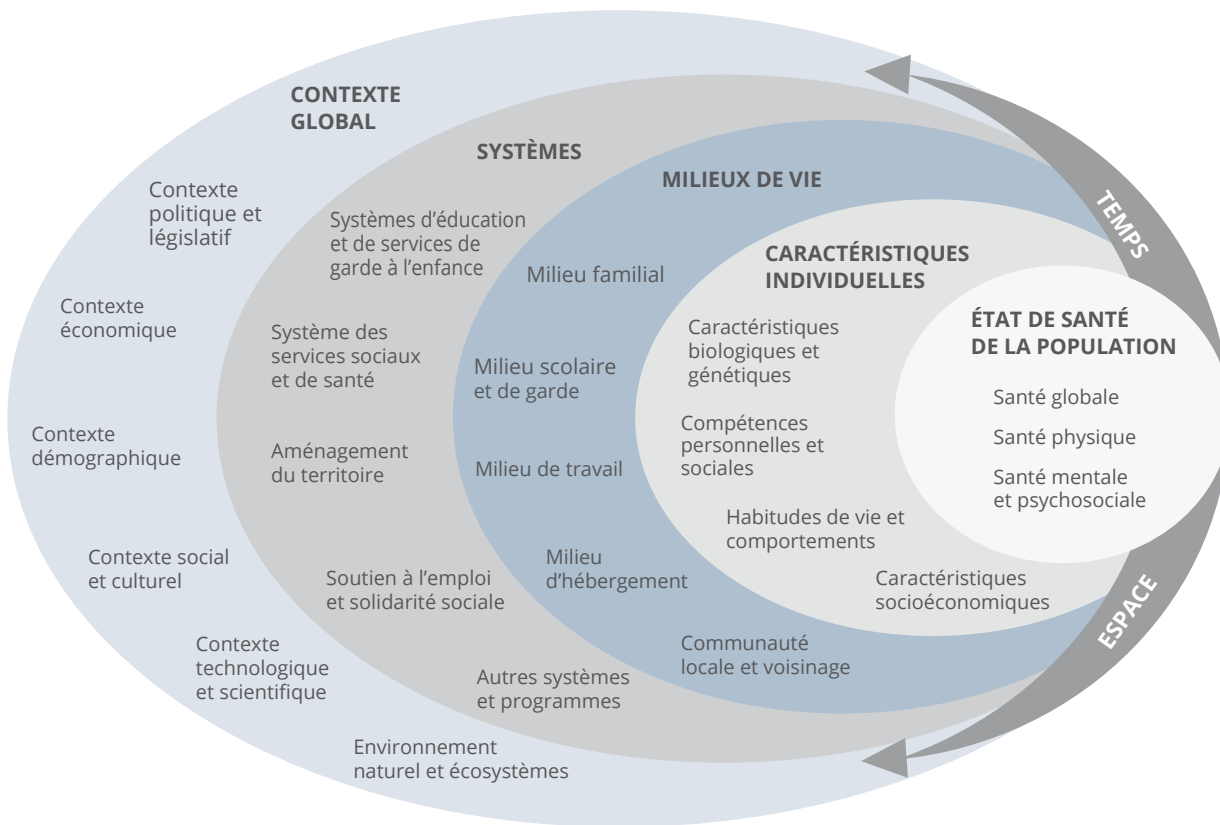 CONTEXTE
GLOBAL
Contexte
politique et
législatif
Contexte
économique
Contexte
démographique
Contexte social
et culturel
Contexte
technologique
et scientifique
Environnement
naturel et écosystèmes
SYSTÈMES
Systèmes d’éducation
et de services de
garde à l’enfance
Système des
services sociaux
et de santé
Aménagement
du territoire
Soutien à l’emploi
et solidarité sociale
Autres systèmes
et programmes
MILIEUX DE VIE
Milieu familial
Milieu scolaire
et de garde
Milieu de travail
Milieu
d’hébergement
Communauté
locale et voisinage
CARACTÉRISTIQUES
INDIVIDUELLES
Caractéristiques
biologiques et
génétiques
Compétences
personnelles et
sociales
Habitudes de vie et
comportements
Caractéristiques
socioéconomiques
ÉTAT DE SANTÉ
DE LA POPULATION
Santé globale
Santé physique
Santé mentale
et psychosociale
TEMPS
ESPACE